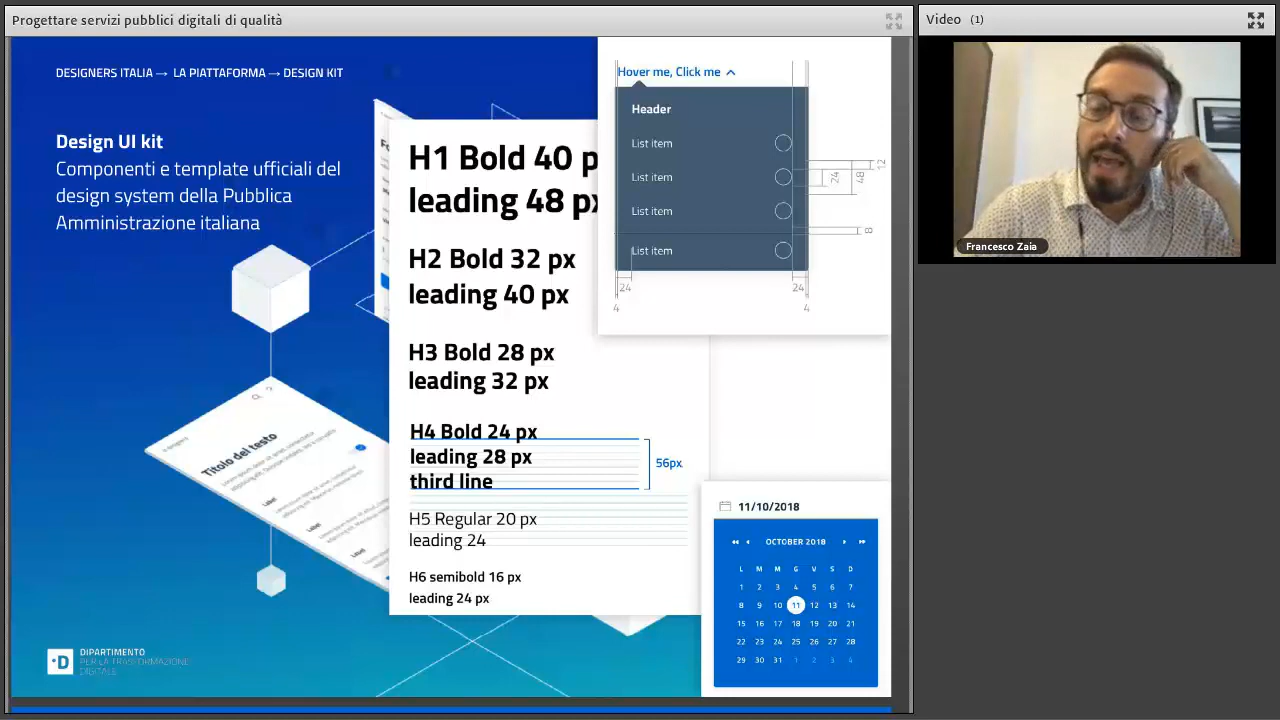 Progettare servizi pubblici digitali di qualità
Video (1)
DESIGNERS ITALIA → LA PIATTAFORMA → DESIGN KIT
Design UI kit
Componenti e template ufficiali del
design system della Pubblica
Amministrazione italiana
H1 Bold 40 p
leading 48 px
H2 Bold 32 px
leading 40 px
H3 Bold 28 px
leading 32 px
H4 Bold 24 px
leading 28 px
third line
56px
H5 Regular 20 px
leading 24
H6 semibold 16 px
leading 24 px
Hover me, Click me
Header
List item
List item
List item
List item
24
48
12
8
24
24
4
4
Titolo del testo
Label
Label
11/10/2018
OCTOBER 2018
L M M G V S D
1 2 3 4 5 6 7
8 9 10 11 12 13 14
15 16 17 18 19 20 21
22 23 24 25 26 27 28
29 30 31 1 2 3 4
DIPARTIMENTO
PER LA TRASFORMAZIONE
DIGITALE
Francesco Zaia